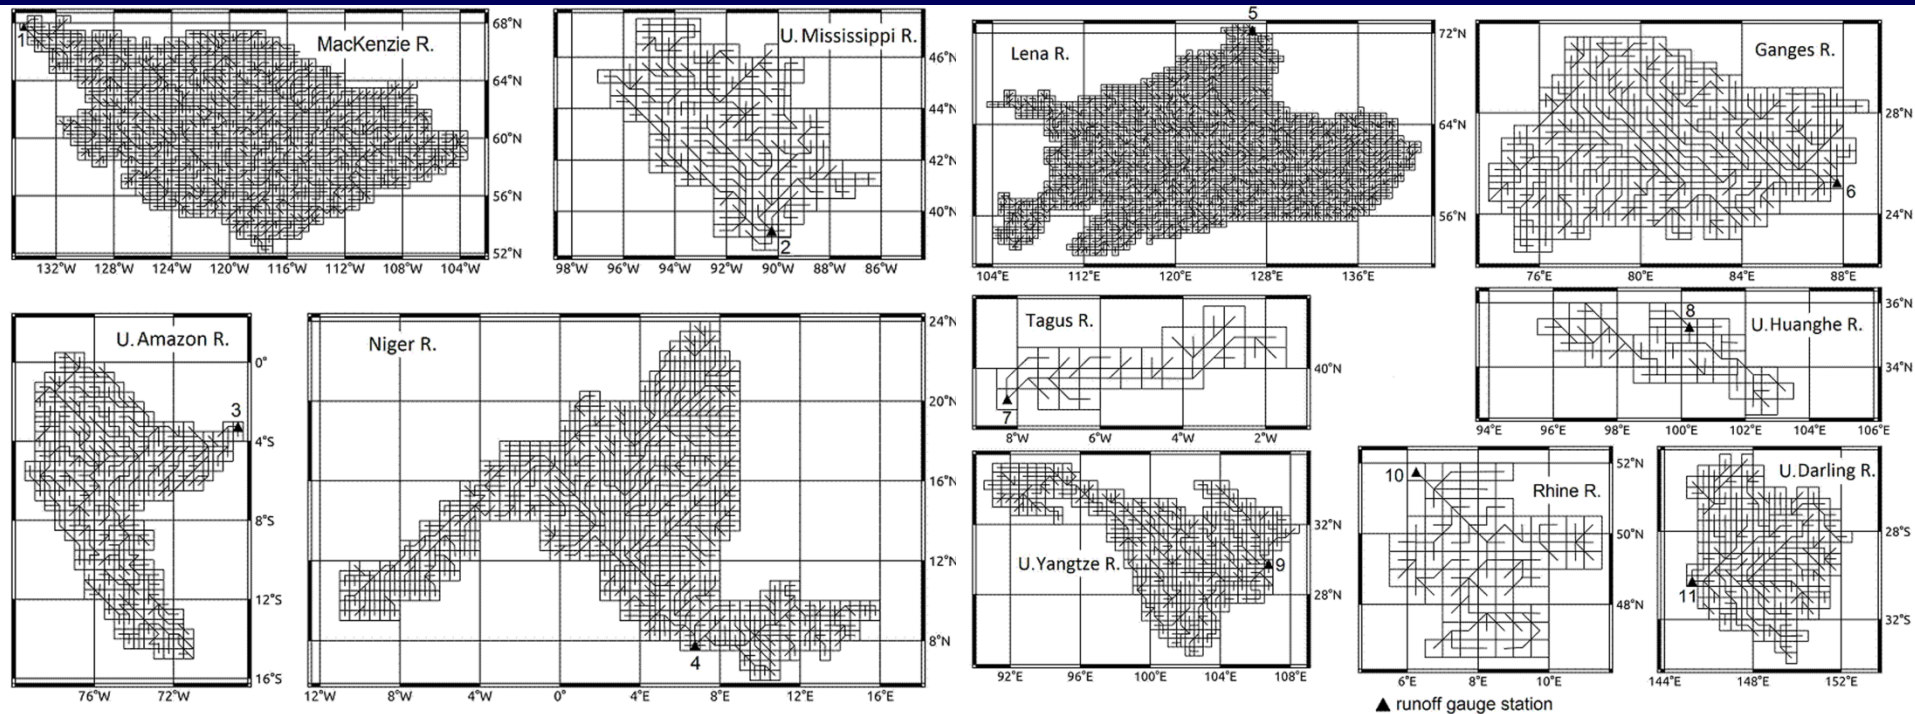 1
MacKenzie R.
68°N
64°N
60°N
56°N
52°N
132°W 128°W 124°W 120°W 116°W 112°W 108°W 104°W
U.Mississippi R.
46°N
44°N
42°N
40°N
2
98°W 96°W 94°W 92°W 90°W 88°W 86°W
5
Lena R.
72°N
64°N
56°N
104°E 112°E 120°E 128°E 136°E
Ganges R.
28°N
24°N
6
76°E 80°E 84°E 88°E
U.Amazon R.
3
0°
4°S
8°S
12°S
16°S
76°W 72°W
Niger R.
24°N
20°N
16°N
12°N
8°N
4
12°W 8°W 4°W 0° 4°E 8°E 12°E 16°E
Tagus R.
40°N
7
8°W 6°W 4°W 2°W
8
U.Huanghe R.
36°N
34°N
94°E 96°E 98°E 100°E 102°E 104°E 106°E
32°N
U.Yangtze R.
9
28°N
92°E 96°E 100°E 104°E 108°E
10
Rhine R.
52°N
50°N
48°N
6°E 8°E 10°E
U.Darling R.
28°S
11
32°S
144°E 148°E 152°E
▲ runoff gauge station